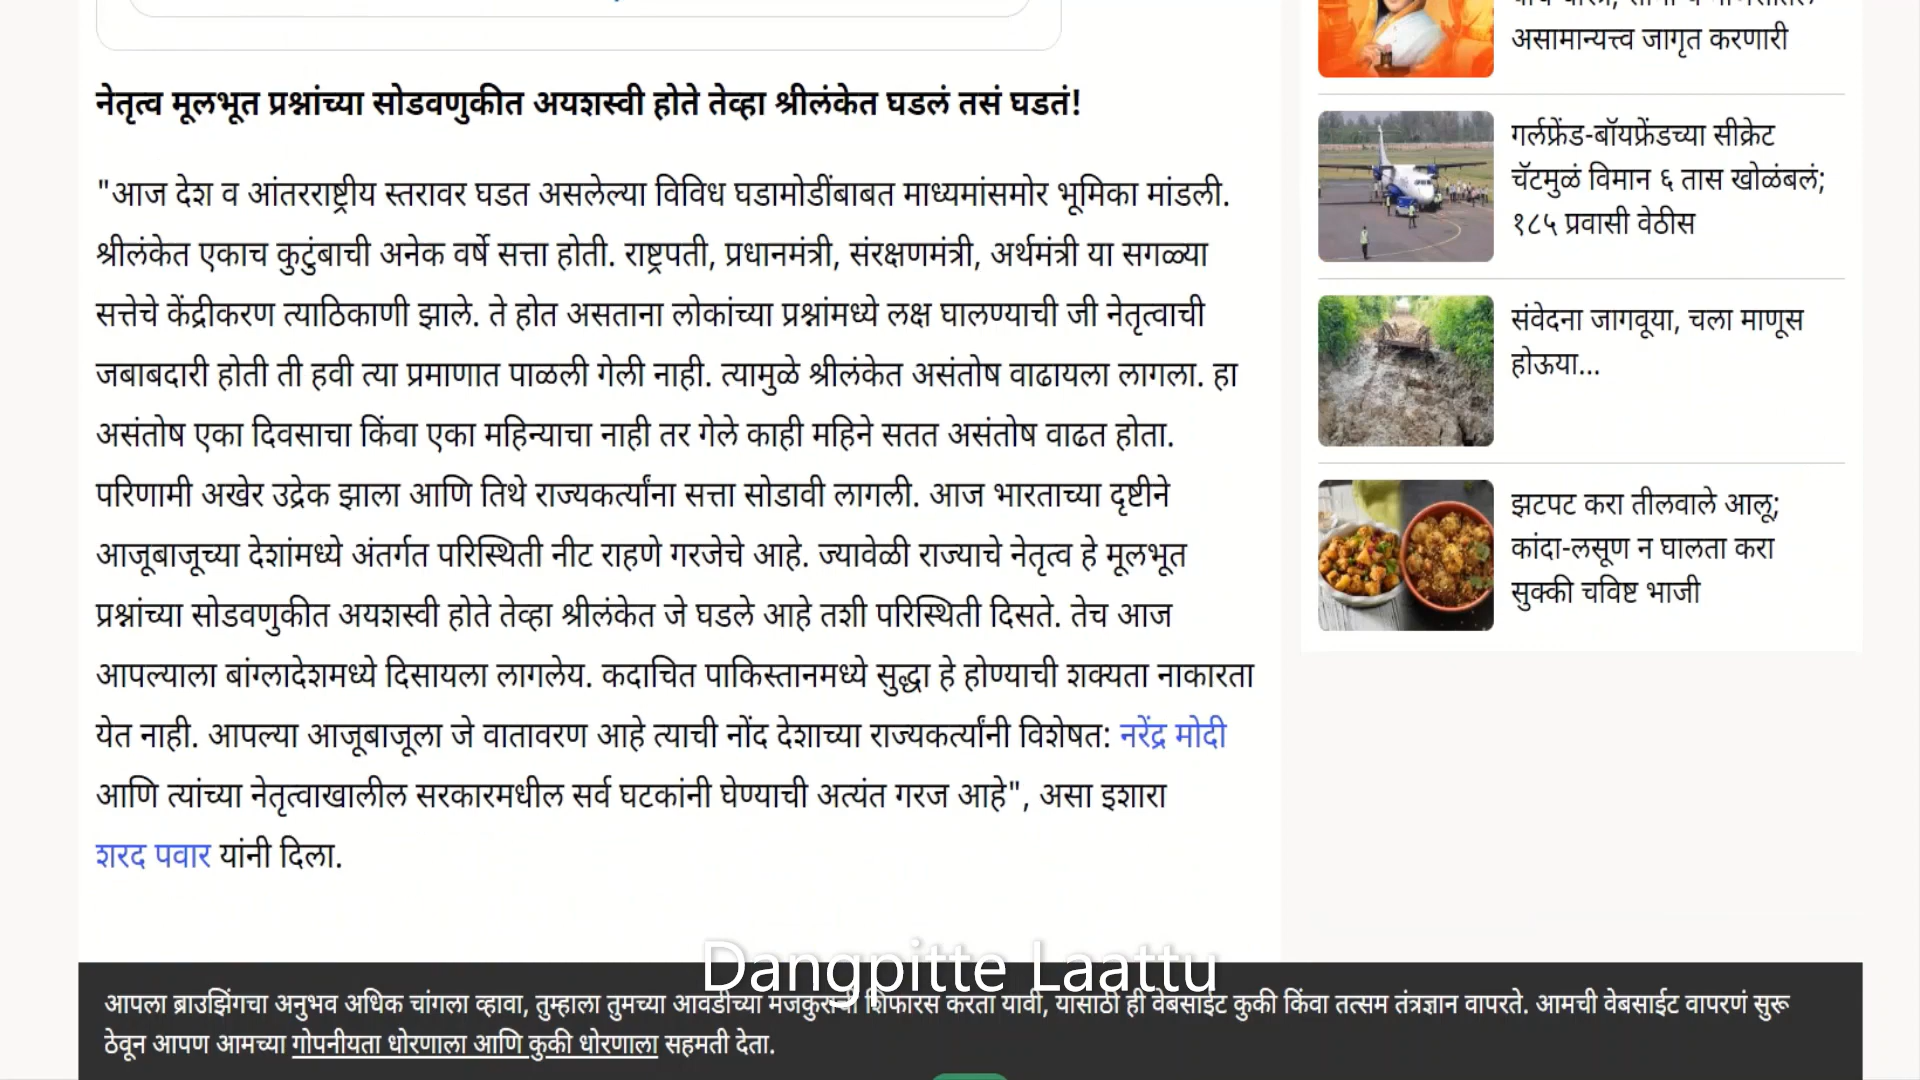 नेतृत्व मूलभूत प्रश्नांच्या सोडवणुकीत अयशस्वी होते तेव्हा श्रीलंकेत घडलं तसं घडतं!
"आज देश व आंतरराष्ट्रीय स्तरावर घडत असलेल्या विविध घडामोडींबाबत माध्यमांसमोर भूमिका मांडली.
श्रीलंकेत एकाच कुटुंबाची अनेक वर्षे सत्ता होती. राष्ट्रपती, प्रधानमंत्री, संरक्षणमंत्री, अर्थमंत्री या सगळ्या
सत्तेचे केंद्रीकरण त्याठिकाणी झाले. ते होत असताना लोकांच्या प्रश्नांमध्ये लक्ष घालण्याची जी नेतृत्वाची
जबाबदारी होती ती हवी त्या प्रमाणात पाळली गेली नाही. त्यामुळे श्रीलंकेत असंतोष वाढायला लागला. हा
असंतोष एका दिवसाचा किंवा एका महिन्याचा नाही तर गेले काही महिने सतत असंतोष वाढत होता.
परिणामी अखेर उद्रेक झाला आणि तिथे राज्यकर्त्यांना सत्ता सोडावी लागली. आज भारताच्या दृष्टीने
आजूबाजूच्या देशांमध्ये अंतर्गत परिस्थिती नीट राहणे गरजेचे आहे. ज्यावेळी राज्याचे नेतृत्व हे मूलभूत
प्रश्नांच्या सोडवणुकीत अयशस्वी होते तेव्हा श्रीलंकेत जे घडले आहे तशी परिस्थिती दिसते. तेच आज
आपल्याला बांग्लादेशमध्ये दिसायला लागलेय. कदाचित पाकिस्तानमध्ये सुद्धा हे होण्याची शक्यता नाकारता
येत नाही. आपल्या आजूबाजूला जे वातावरण आहे त्याची नोंद देशाच्या राज्यकर्त्यांनी विशेषत: नरेंद्र मोदी
आणि त्यांच्या नेतृत्वाखालील सरकारमधील सर्व घटकांनी घेण्याची अत्यंत गरज आहे", असा इशारा
शरद पवार यांनी दिला.
असामान्यत्त्व जागृत करणारी
गर्लफ्रेंड-बॉयफ्रेंडच्या सीक्रेट
चॅटमुळं विमान ६ तास खोळंबलं;
१८५ प्रवासी वेठीस
संवेदना जागवूया, चला माणूस
होऊया...
झटपट करा तीलवाले आलू;
कांदा-लसूण न घालता करा
सुक्की चविष्ट भाजी
Dangpitte Laattu
आपला ब्राउझिंगचा अनुभव अधिक चांगला व्हावा, तुम्हाला तुमच्या आवडीच्या मजकुराची शिफारस करता यावी, यासाठी ही वेबसाईट कुकी किंवा तत्सम तंत्रज्ञान वापरते. आमची वेबसाईट वापरणं सुरू
ठेवून आपण आमच्या गोपनीयता धोरणाला आणि कुकी धोरणाला सहमती देता.